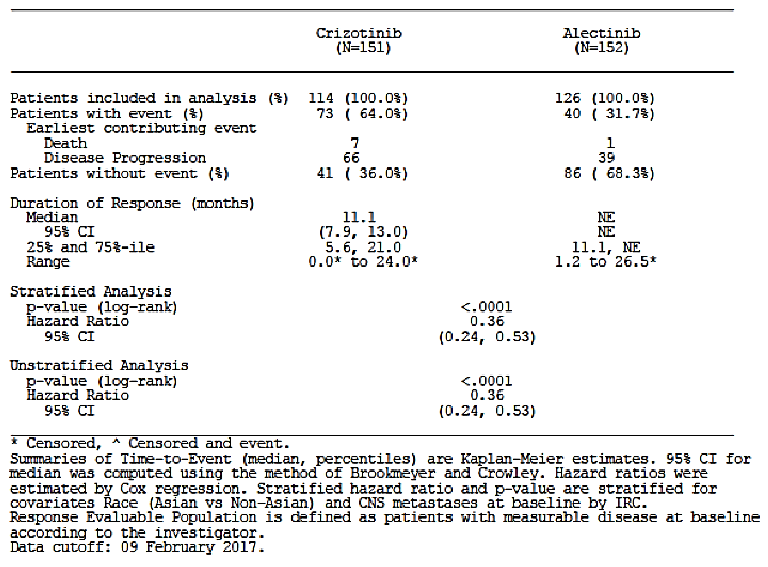 Crizotinib Alectinib
(N=151) (N=152)
Patients included in analysis (%) 114 (100.0%) 126 (100.0%)
Patients with event (%) 73 ( 64.0%) 40 ( 31.7%)
Earliest contributing event
Death 7 1
Disease Progression 66 39
Patients without event (%) 41 ( 36.0%) 86 ( 68.3%)
Duration of Response (months)
Median 11.1 NE
95% CI (7.9, 13.0) NE
25% and 75%-ile 5.6, 21.0 11.1, NE
Range 0.0* to 24.0* 1.2 to 26.5*
Stratified Analysis
p-value (log-rank) <.0001
Hazard Ratio 0.36
95% CI (0.24, 0.53)
Unstratified Analysis
p-value (log-rank) <.0001
Hazard Ratio 0.36
95% CI (0.24, 0.53)
* Censored, ^ Censored and event.
Summaries of Time-to-Event (median, percentiles) are Kaplan-Meier estimates. 95% CI for
median was computed using the method of Brookmeyer and Crowley. Hazard ratios were
estimated by Cox regression. Stratified hazard ratio and p-value are stratified for
covariates Race (Asian vs Non-Asian) and CNS metastases at baseline by IRC.
Response Evaluable Population is defined as patients with measurable disease at baseline
according to the investigator.
Data cutoff: 09 February 2017.